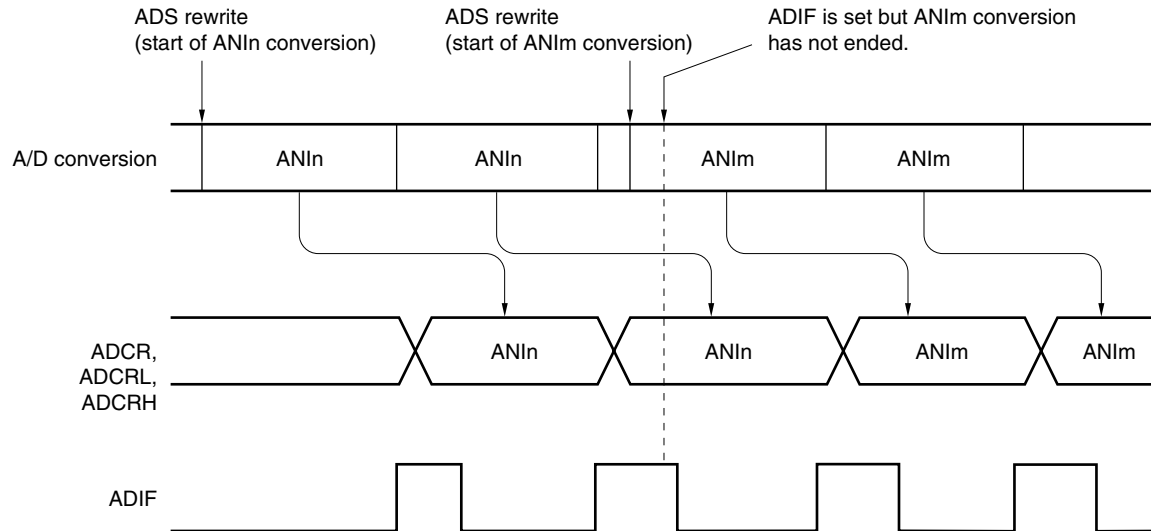 ADS rewrite
(start of ANIn conversion)
ADS rewrite
(start of ANIm conversion)
ADIF is set but ANIm conversion
has not ended.
A/D conversion
ANIn
ANIn
ANIm
ANIm
ADCR,
ADCRL,
ADCRH
ANIn
ANIn
ANIm
ANIm
ADIF